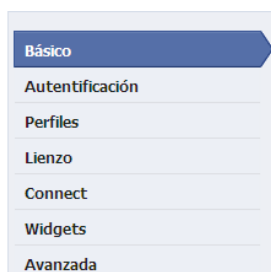 Básico
Autentificación
Perfiles
Lienzo
Connect
Widgets
Avanzada